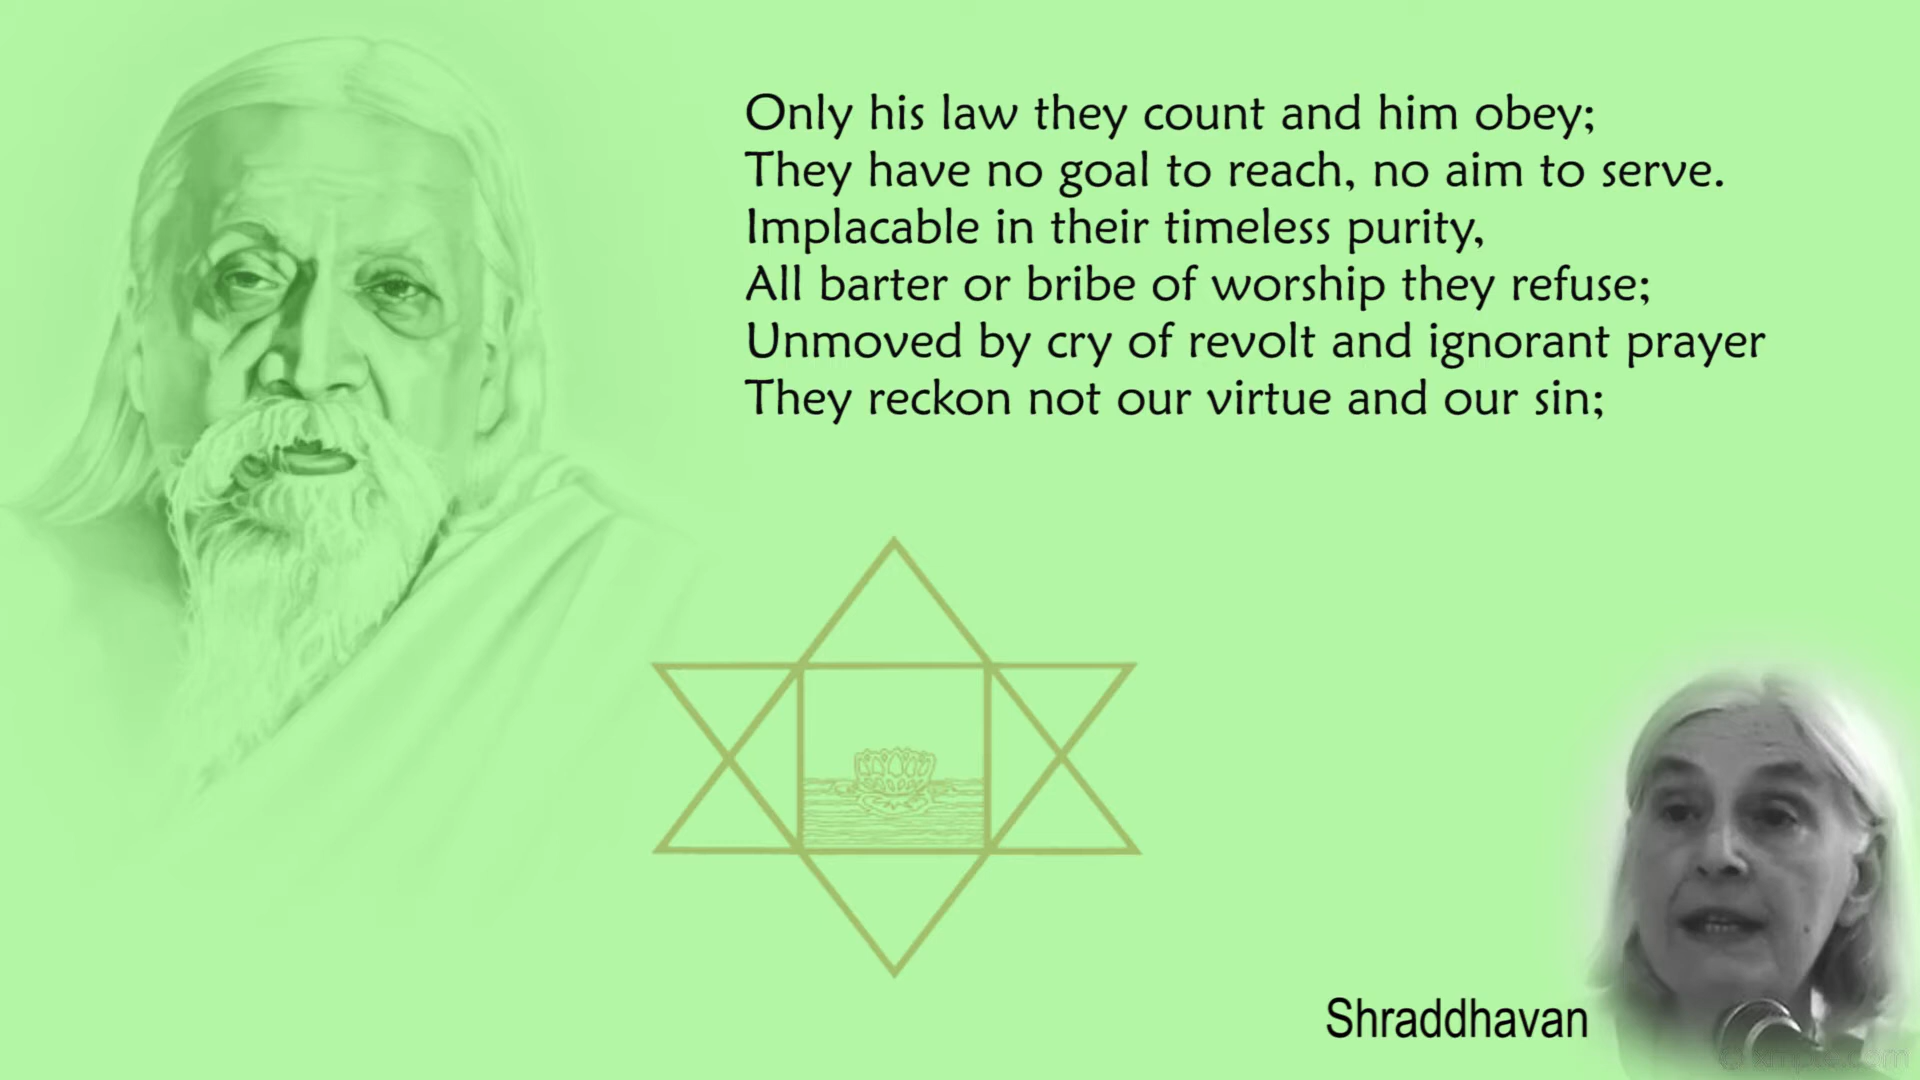 Only his law they count and him obey;
They have no goal to reach, no aim to serve.
Implacable in their timeless purity,
All barter or bribe of worship they refuse;
Unmoved by cry of revolt and ignorant prayer
They reckon not our virtue and our sin;
Shraddhavan